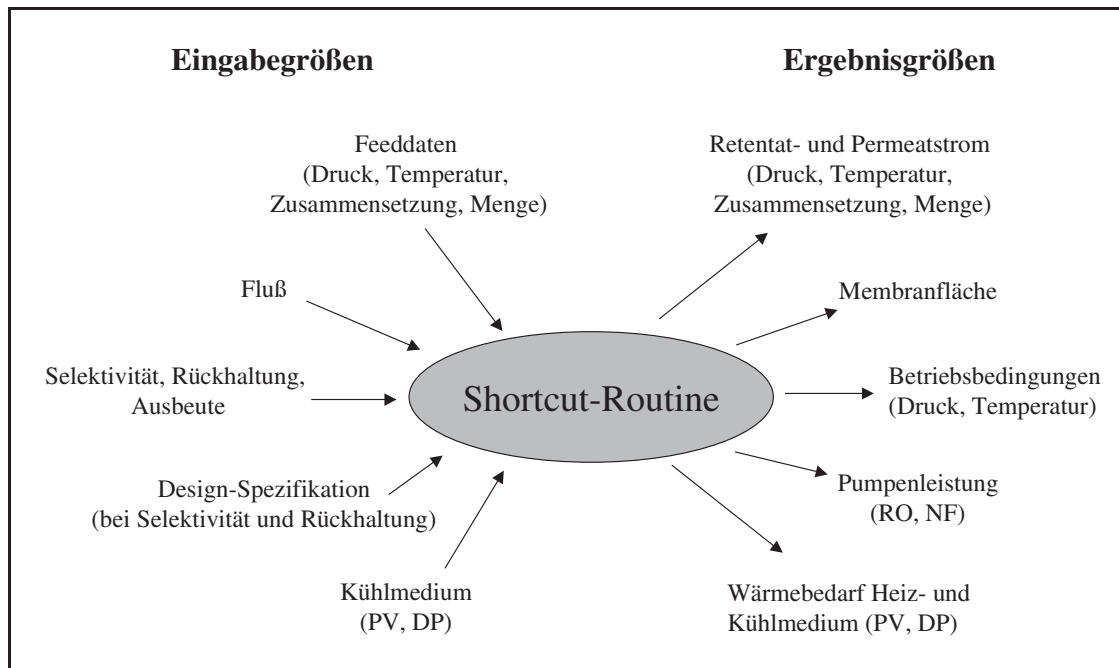 Eingabegrößen
Ergebnisgrößen
Feeddaten
(Druck, Temperatur,
Zusammensetzung, Menge)
Retentat- und Permeatstrom
(Druck, Temperatur,
Zusammensetzung, Menge)
Fluß
Membranfläche
Selektivität, Rückhaltung,
Ausbeute
Shortcut-Routine
Betriebsbedingungen
(Druck, Temperatur)
Design-Spezifikation
(bei Selektivität und Rückhaltung)
Pumpenleistung
(RO, NF)
Kühlmedium
(PV, DP)
Wärmebedarf Heiz- und
Kühlmedium (PV, DP)